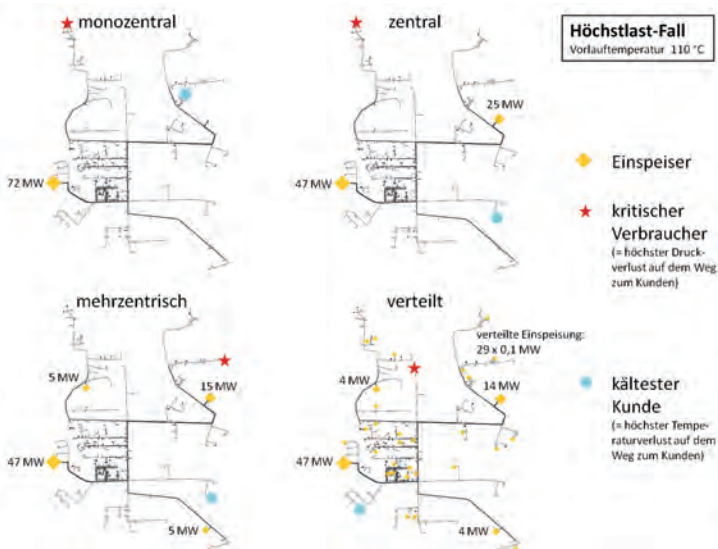 monozentral
72 MW
zentral
25 MW
47 MW
Höchstlast-Fall
Vorlauftemperatur 110 °C
Einspeiser
kritischer
Verbraucher
(= höchster Druck-
verlust auf dem Weg
zum Kunden)
mehrzentrisch
5 MW
15 MW
47 MW
5 MW
verteilt
verteilte Einspeisung:
29 x 0,1 MW
4 MW
14 MW
47 MW
4 MW
kältester
Kunde
(= höchster Tempe-
raturverlust auf dem
Weg zum Kunden)